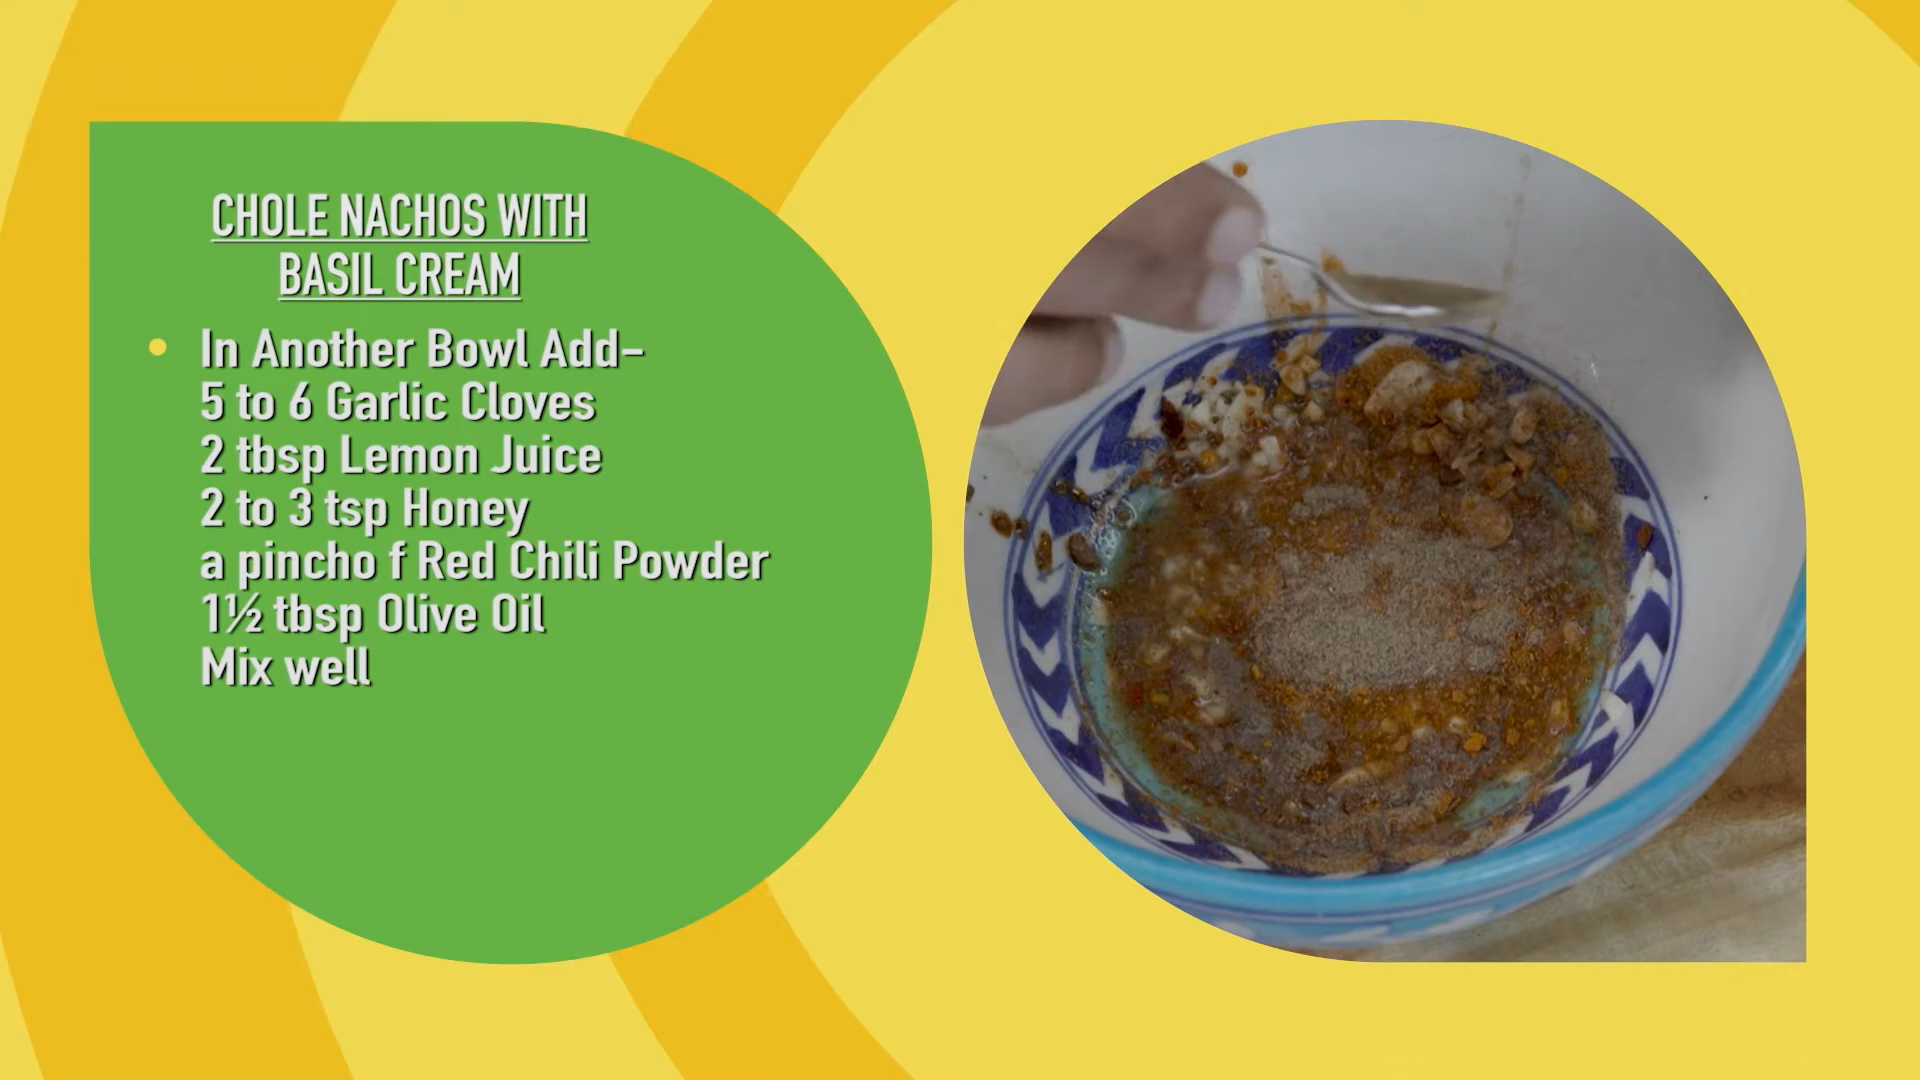 CHOLE NACHOS WITH
BASIL CREAM
In Another Bowl Add-
5 to 6 Garlic Cloves
2 tbsp Lemon Juice
2 to 3 tsp Honey
a pincho f Red Chili Powder
1½ tbsp Olive Oil
Mix well